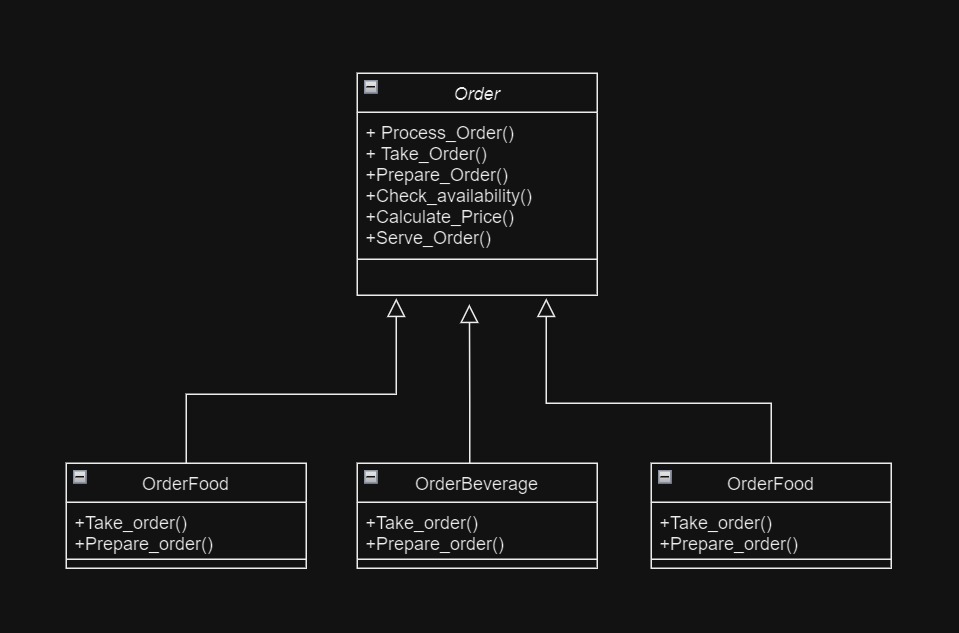 Order
+ Process_Order()
+ Take_Order()
+Prepare_Order()
+Check_availability()
+Calculate_Price()
+Serve_Order()
OrderFood
+Take_order()
+Prepare_order()
OrderBeverage
+Take_order()
+Prepare_order()
OrderFood
+Take_order()
+Prepare_order()